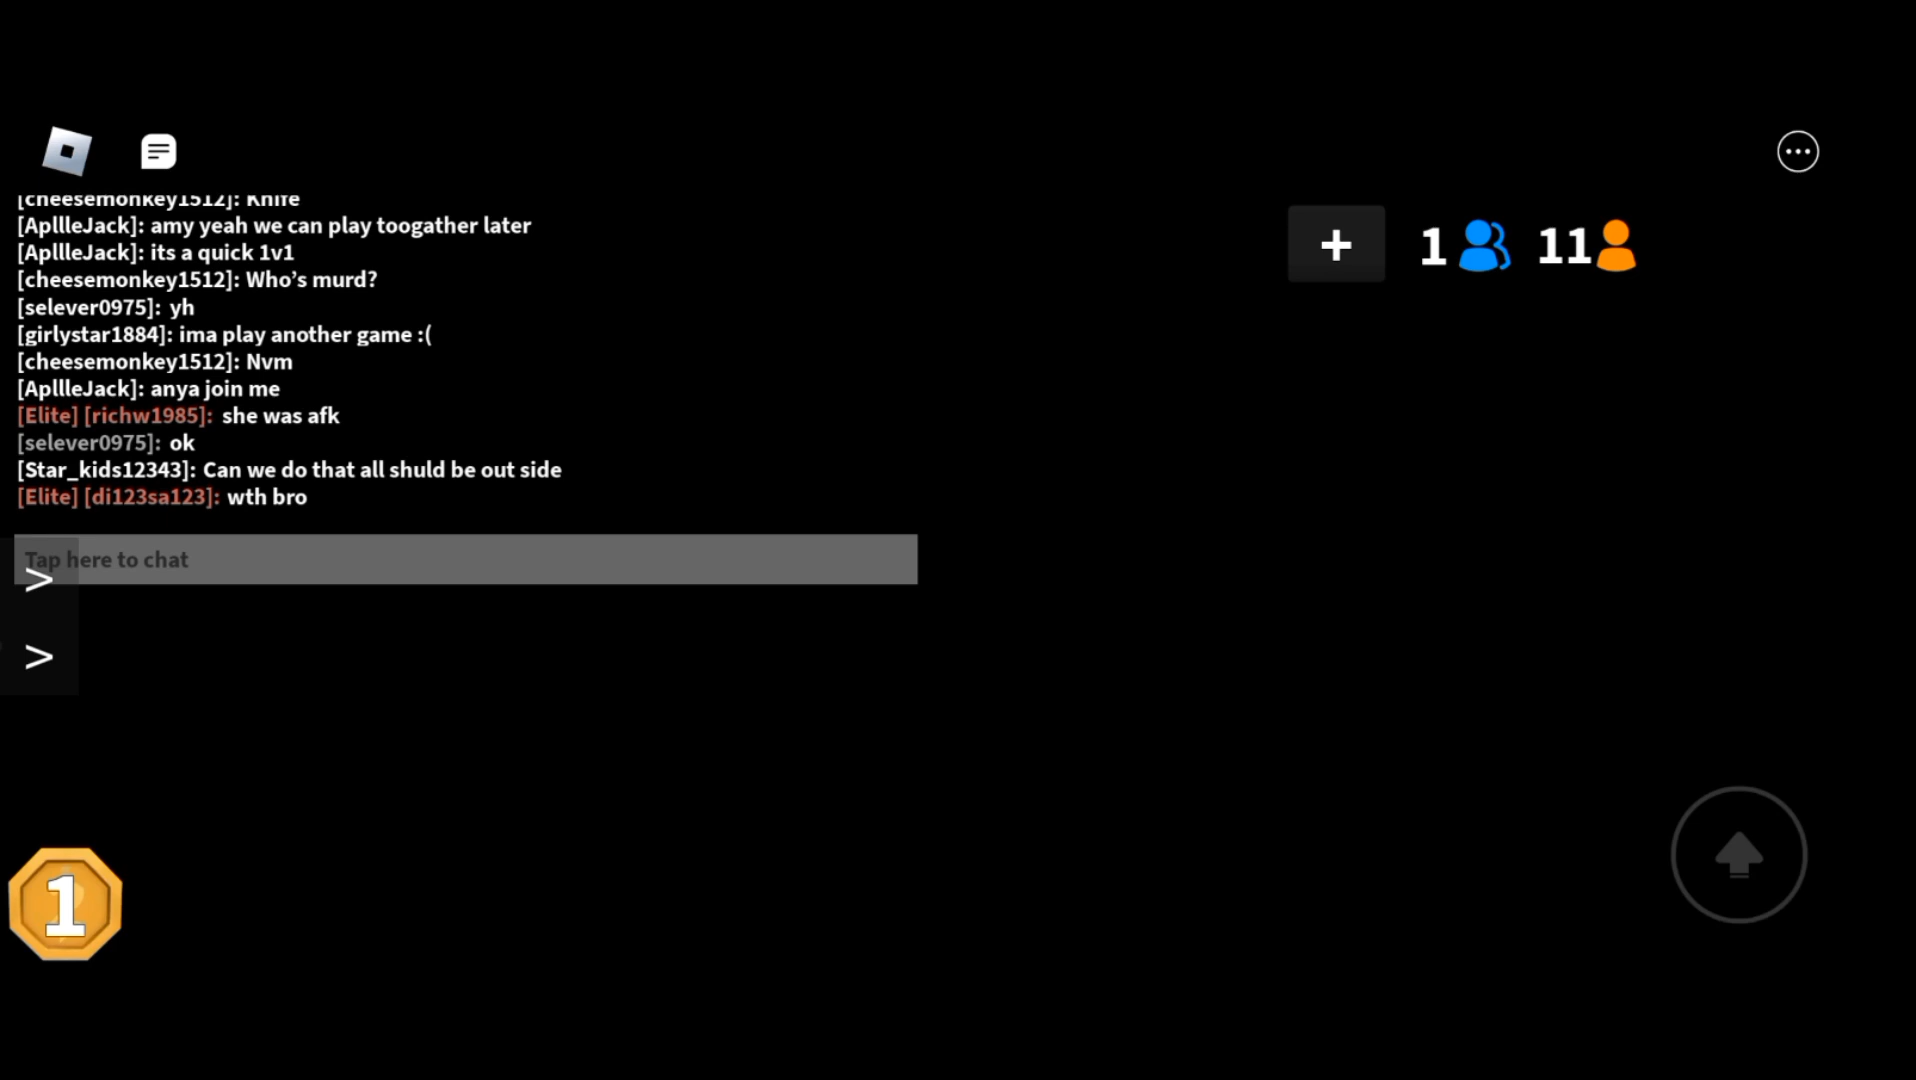 [cheesemonkey1512]: Knife
[ApllleJack]: amy yeah we can play toogather later
[ApllleJack]: its a quick 1v1
[cheesemonkey1512]: Who’s murd?
[selever0975]: yh
[girlystar1884]: ima play another game :(
[cheesemonkey1512]: Nvm
[ApllleJack]: anya join me
[Elite] [richw1985]: she was afk
[selever0975]: ok
[Star_kids12343]: Can we do that all shuld be out side
[Elite] [di123sa123]: wth bro
Tap here to chat
>
>
+ 1 11
1